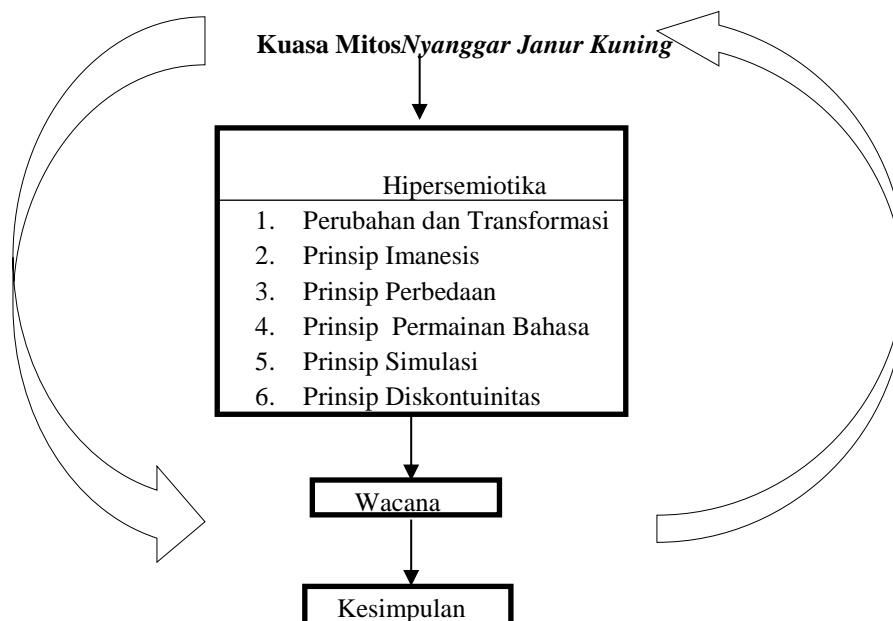 Kuasa MitosNyanggar Janur Kuning
Hipersemiotika
1. Perubahan dan Transformasi
2. Prinsip Imanesis
3. Prinsip Perbedaan
4. Prinsip Permainan Bahasa
5. Prinsip Simulasi
6. Prinsip Diskontuinitas
Wacana
Kesimpulan